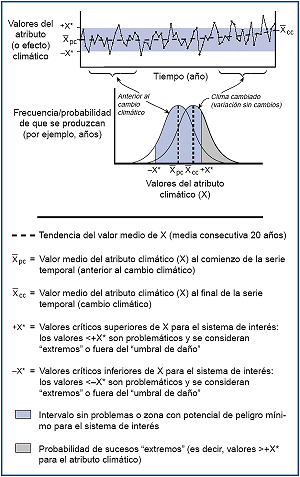 Valores del atributo (o efecto) climático
+X*
X̅pc
–X*
X̅cc
Tiempo (año)
Frecuencia/probabilidad
de que se produzcan
(por ejemplo, años)
Anterior al
cambio
climático
Clima cambiado
(variación sin cambios)
–X* X̅pc X̅cc +X*
Valores del atributo
climático (X)
Tendencia del valor medio de X (media consecutiva 20 años)
X̅pc = Valor medio del atributo climático (X) al comienzo de la serie
temporal (anterior al cambio climático)
X̅cc = Valor medio del atributo climático (X) al final de la serie
temporal (cambio climático)
+X* = Valores críticos superiores de X para el sistema de interés:
los valores <+X* son problemáticos y se consideran
“extremos” o fuera del “umbral de daño”
–X* = Valores críticos inferiores de X para el sistema de interés:
los valores <–X* son problemáticos y se consideran
“extremos” o fuera del “umbral de daño”
Intervalo sin problemas o zona con potencial de peligro míni-
mo para el sistema de interés
Probabilidad de sucesos “extremos” (es decir, valores >+X*
para el atributo climático)